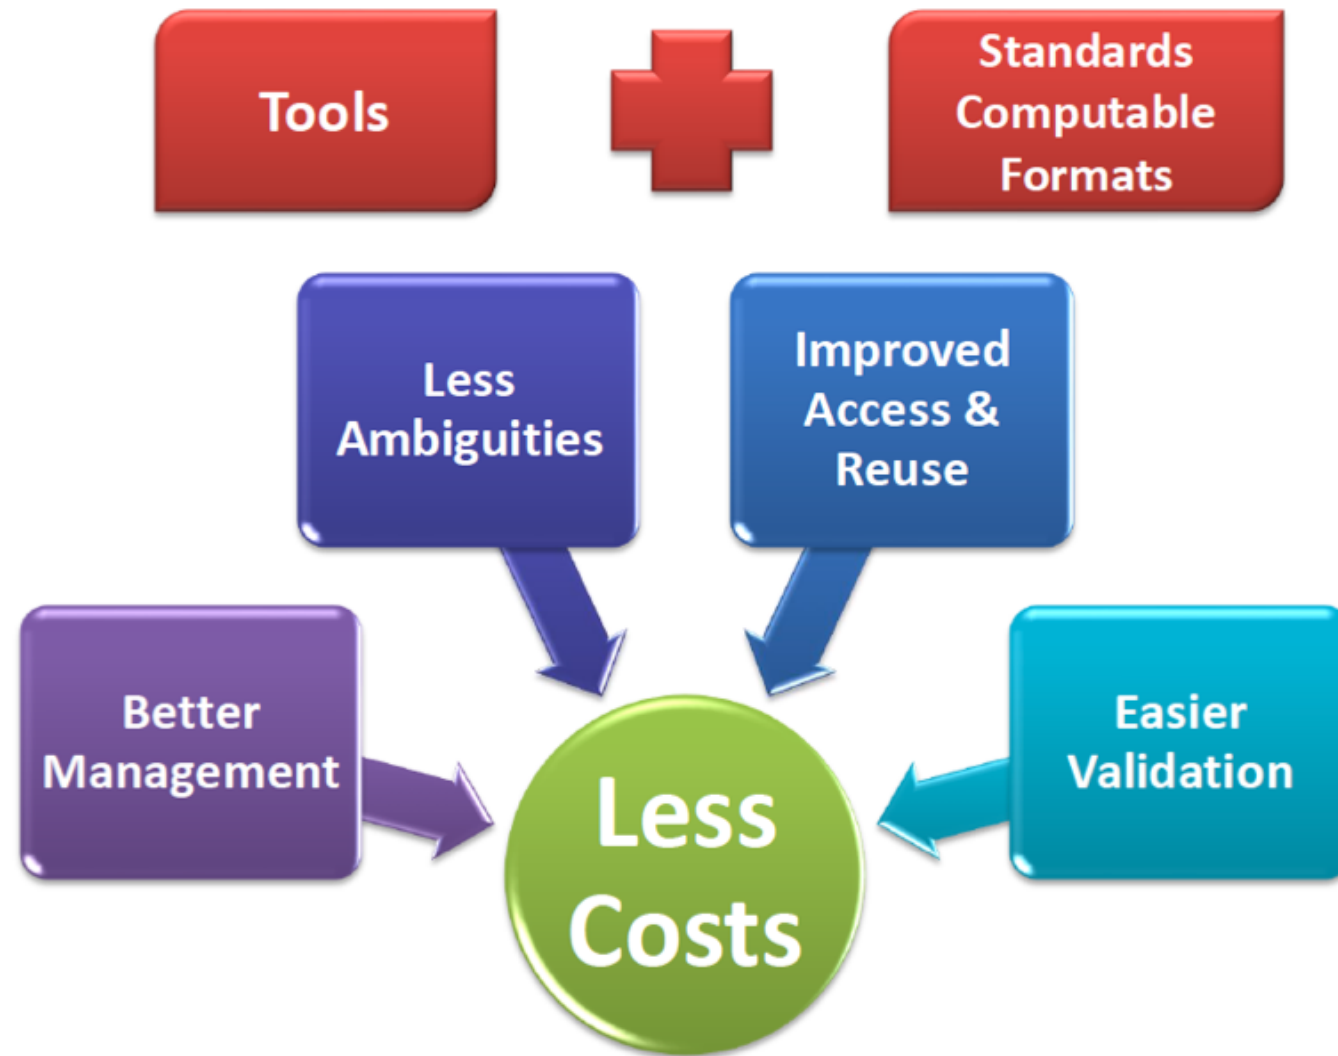 Tools
Standards
Computable
Formats
Less
Ambiguities
Improved
Access &
Reuse
Better
Management
Easier
Validation
Less
Costs